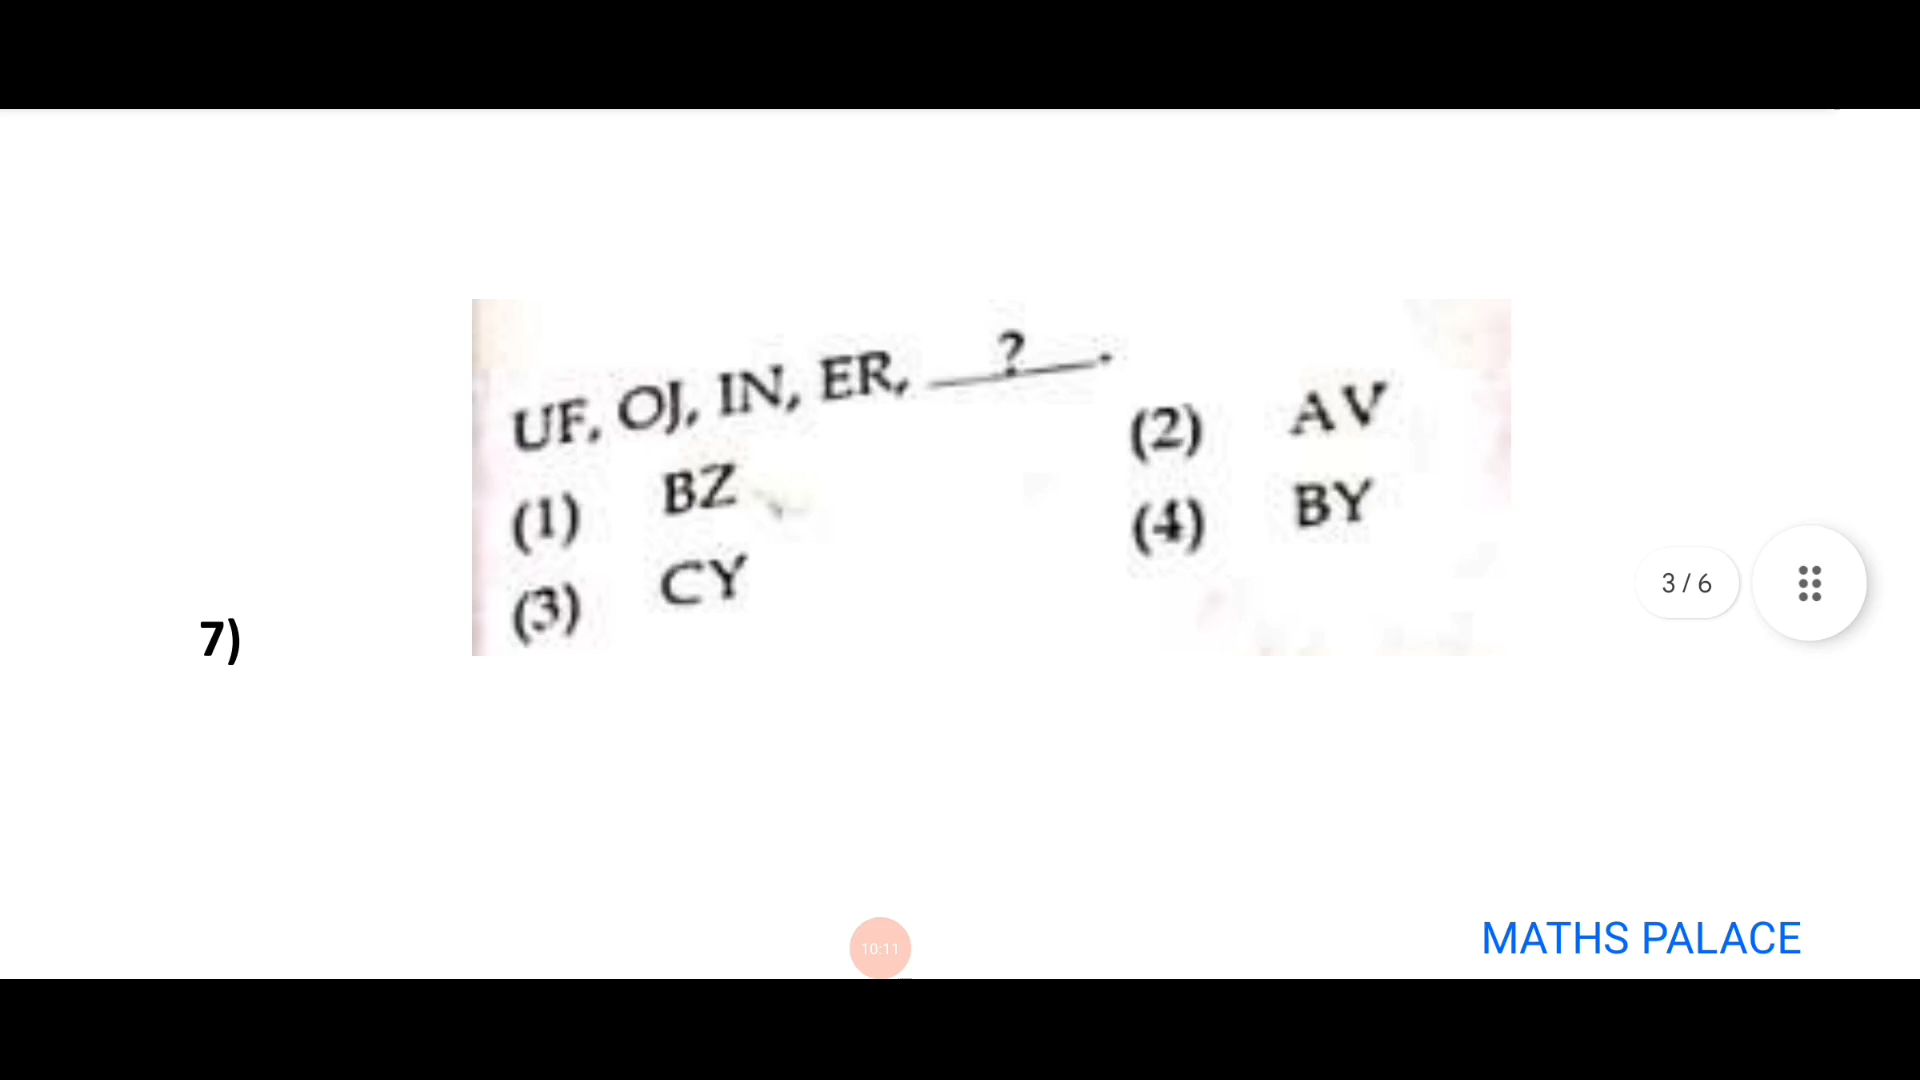 UF, OJ, IN, ER, ? .
(1) BZ (2) AV
(3) CY (4) BY
7)
3 / 6
10:11
MATHS PALACE